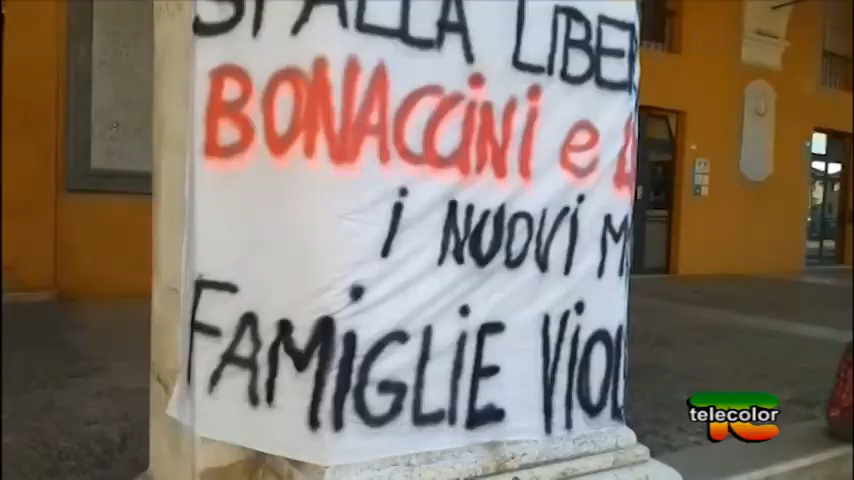 SPALLA LIBER
BONACCINI e
i NUOVI
FAMiGLiE ViOL
telecolor